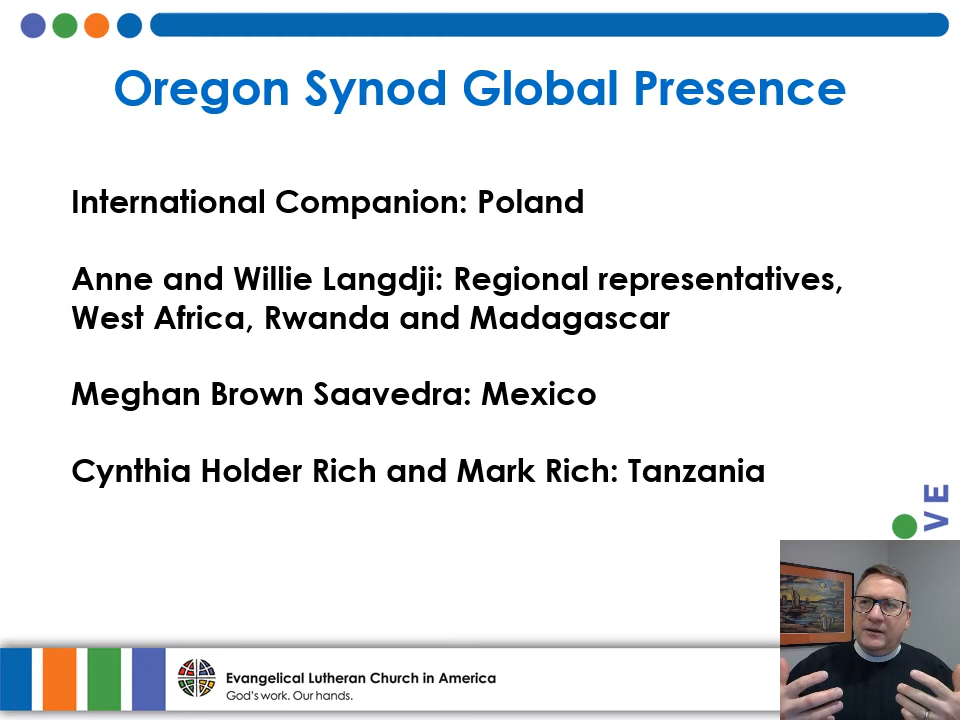 Oregon Synod Global Presence
International Companion: Poland
Anne and Willie Langdji: Regional representatives,
West Africa, Rwanda and Madagascar
Meghan Brown Saavedra: Mexico
Cynthia Holder Rich and Mark Rich: Tanzania
VE
Evangelical Lutheran Church in America
God's work. Our hands.